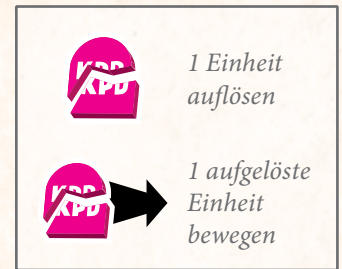 KPD
KPD
1 Einheit
auflösen
KPD
KPD
1 aufgelöste
Einheit
bewegen